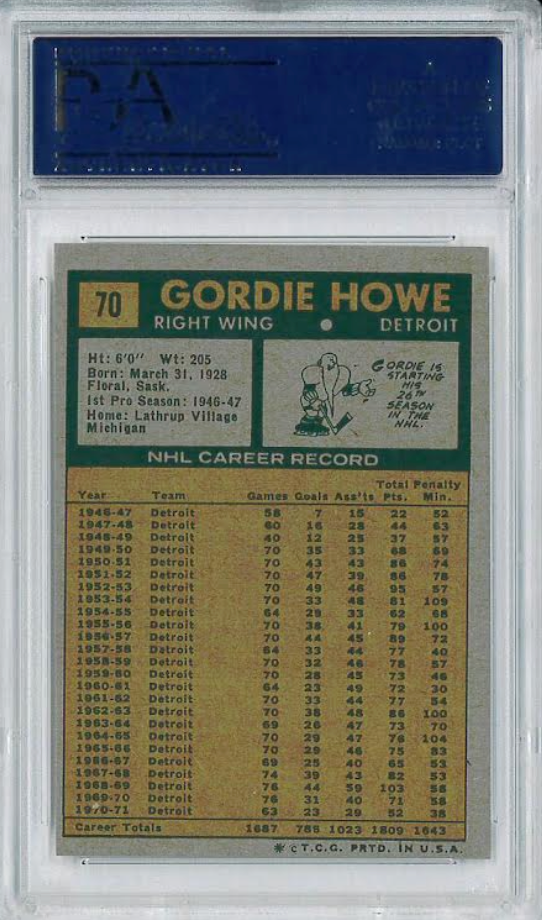 70
GORDIE HOWE
RIGHT WING • DETROIT
Ht: 6'0" Wt: 205
Born: March 31, 1928
Floral, Sask.
1st Pro Season: 1946-47
Home: Lathrup Village
Michigan
GORDIE IS
STARTING
HIS
26TH
SEASON
IN THE
NHL.
NHL CAREER RECORD
Total Penalty
Year Team Games Goals Ass'ts Pts. Min.
1946-47 Detroit 58 7 15 22 52
1947-48 Detroit 60 16 28 44 63
1948-49 Detroit 40 12 25 37 57
1949-50 Detroit 70 35 33 68 69
1950-51 Detroit 70 43 43 86 74
1951-52 Detroit 70 47 39 86 78
1952-53 Detroit 70 49 46 95 57
1953-54 Detroit 70 33 48 81 109
1954-55 Detroit 64 29 33 62 68
1955-56 Detroit 70 38 41 79 100
1956-57 Detroit 70 44 45 89 72
1957-58 Detroit 64 33 44 77 40
1958-59 Detroit 70 32 46 78 57
1959-60 Detroit 70 28 45 73 46
1960-61 Detroit 64 23 49 72 30
1961-62 Detroit 70 33 44 77 54
1962-63 Detroit 70 38 48 86 100
1963-64 Detroit 69 26 47 73 70
1964-65 Detroit 70 29 47 76 104
1965-66 Detroit 70 29 46 75 83
1966-67 Detroit 69 25 40 65 53
1967-68 Detroit 74 39 43 82 53
1968-69 Detroit 76 44 59 103 58
1969-70 Detroit 76 31 40 71 58
1970-71 Detroit 63 23 29 52 38
Career Totals 1687 786 1023 1809 1643
* © T.C.G. PRTD. IN U.S.A.